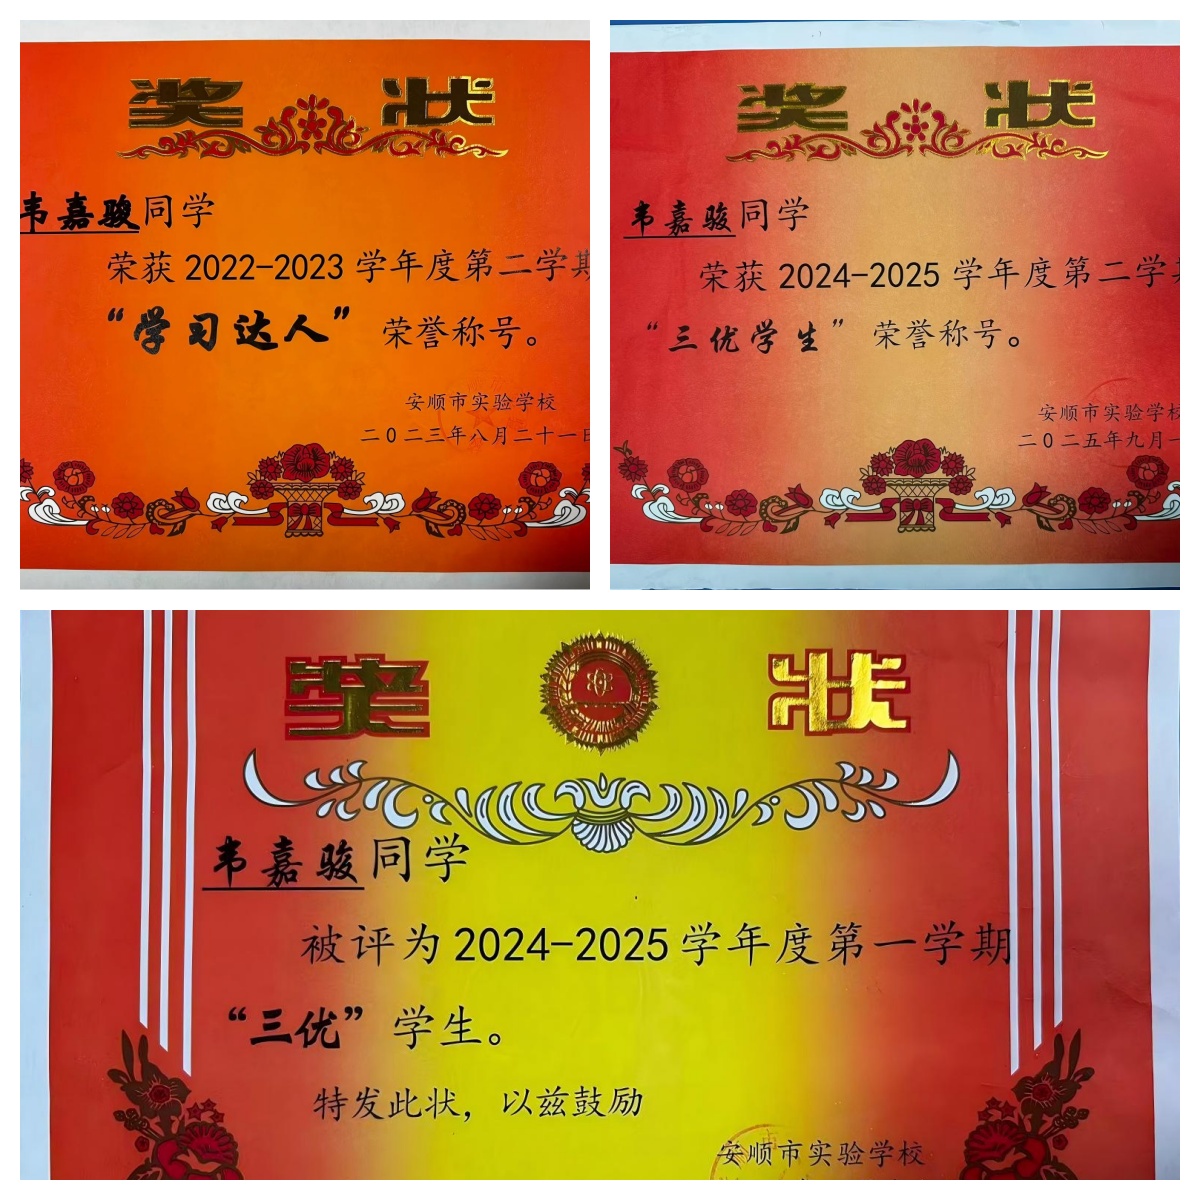 奖状
韦嘉骏同学
荣获2022-2023学年度第二学期
“学习达人”荣誉称号。
安顺市实验学校
二0二三年八月二十一日
奖状
韦嘉骏同学
荣获2024-2025学年度第二学期
“三优学生”荣誉称号。
安顺市实验学校
二0二五年九月一
奖状
韦嘉骏同学
被评为2024-2025学年度第一学期
“三优”学生。
特发此状，以兹鼓励
安顺市实验学校